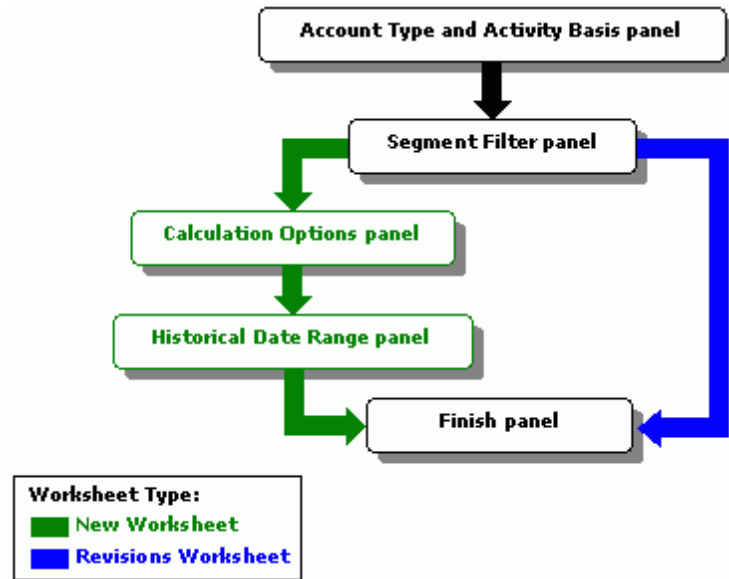 Account Type and Activity Basis panel
Segment Filter panel
Calculation Options panel
Historical Date Range panel
Finish panel
Worksheet Type:
New Worksheet
Revisions Worksheet